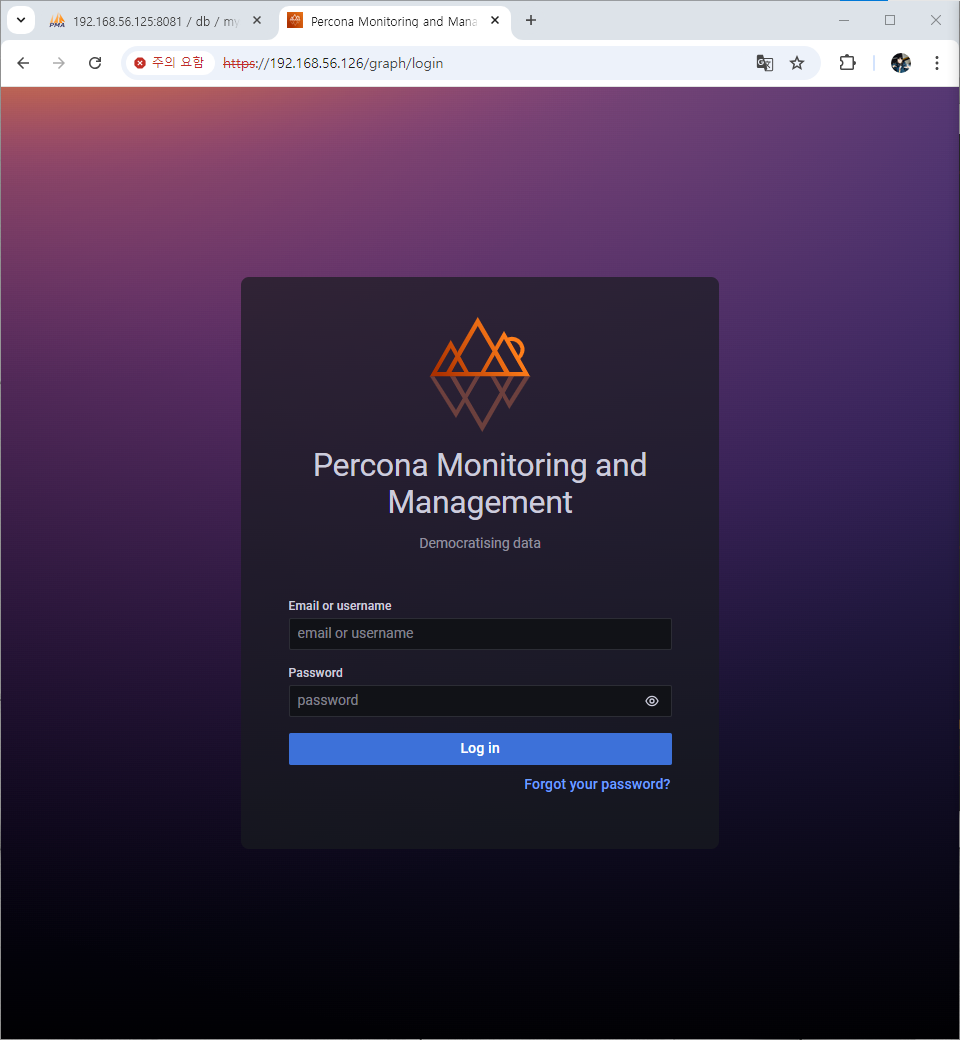 192.168.56.125:8081 / db / my
Percona Monitoring and Mana
주의 요함
https://192.168.56.126/graph/login
Percona Monitoring and
Management
Democratising data
Email or username
email or username
Password
password
Log in
Forgot your password?